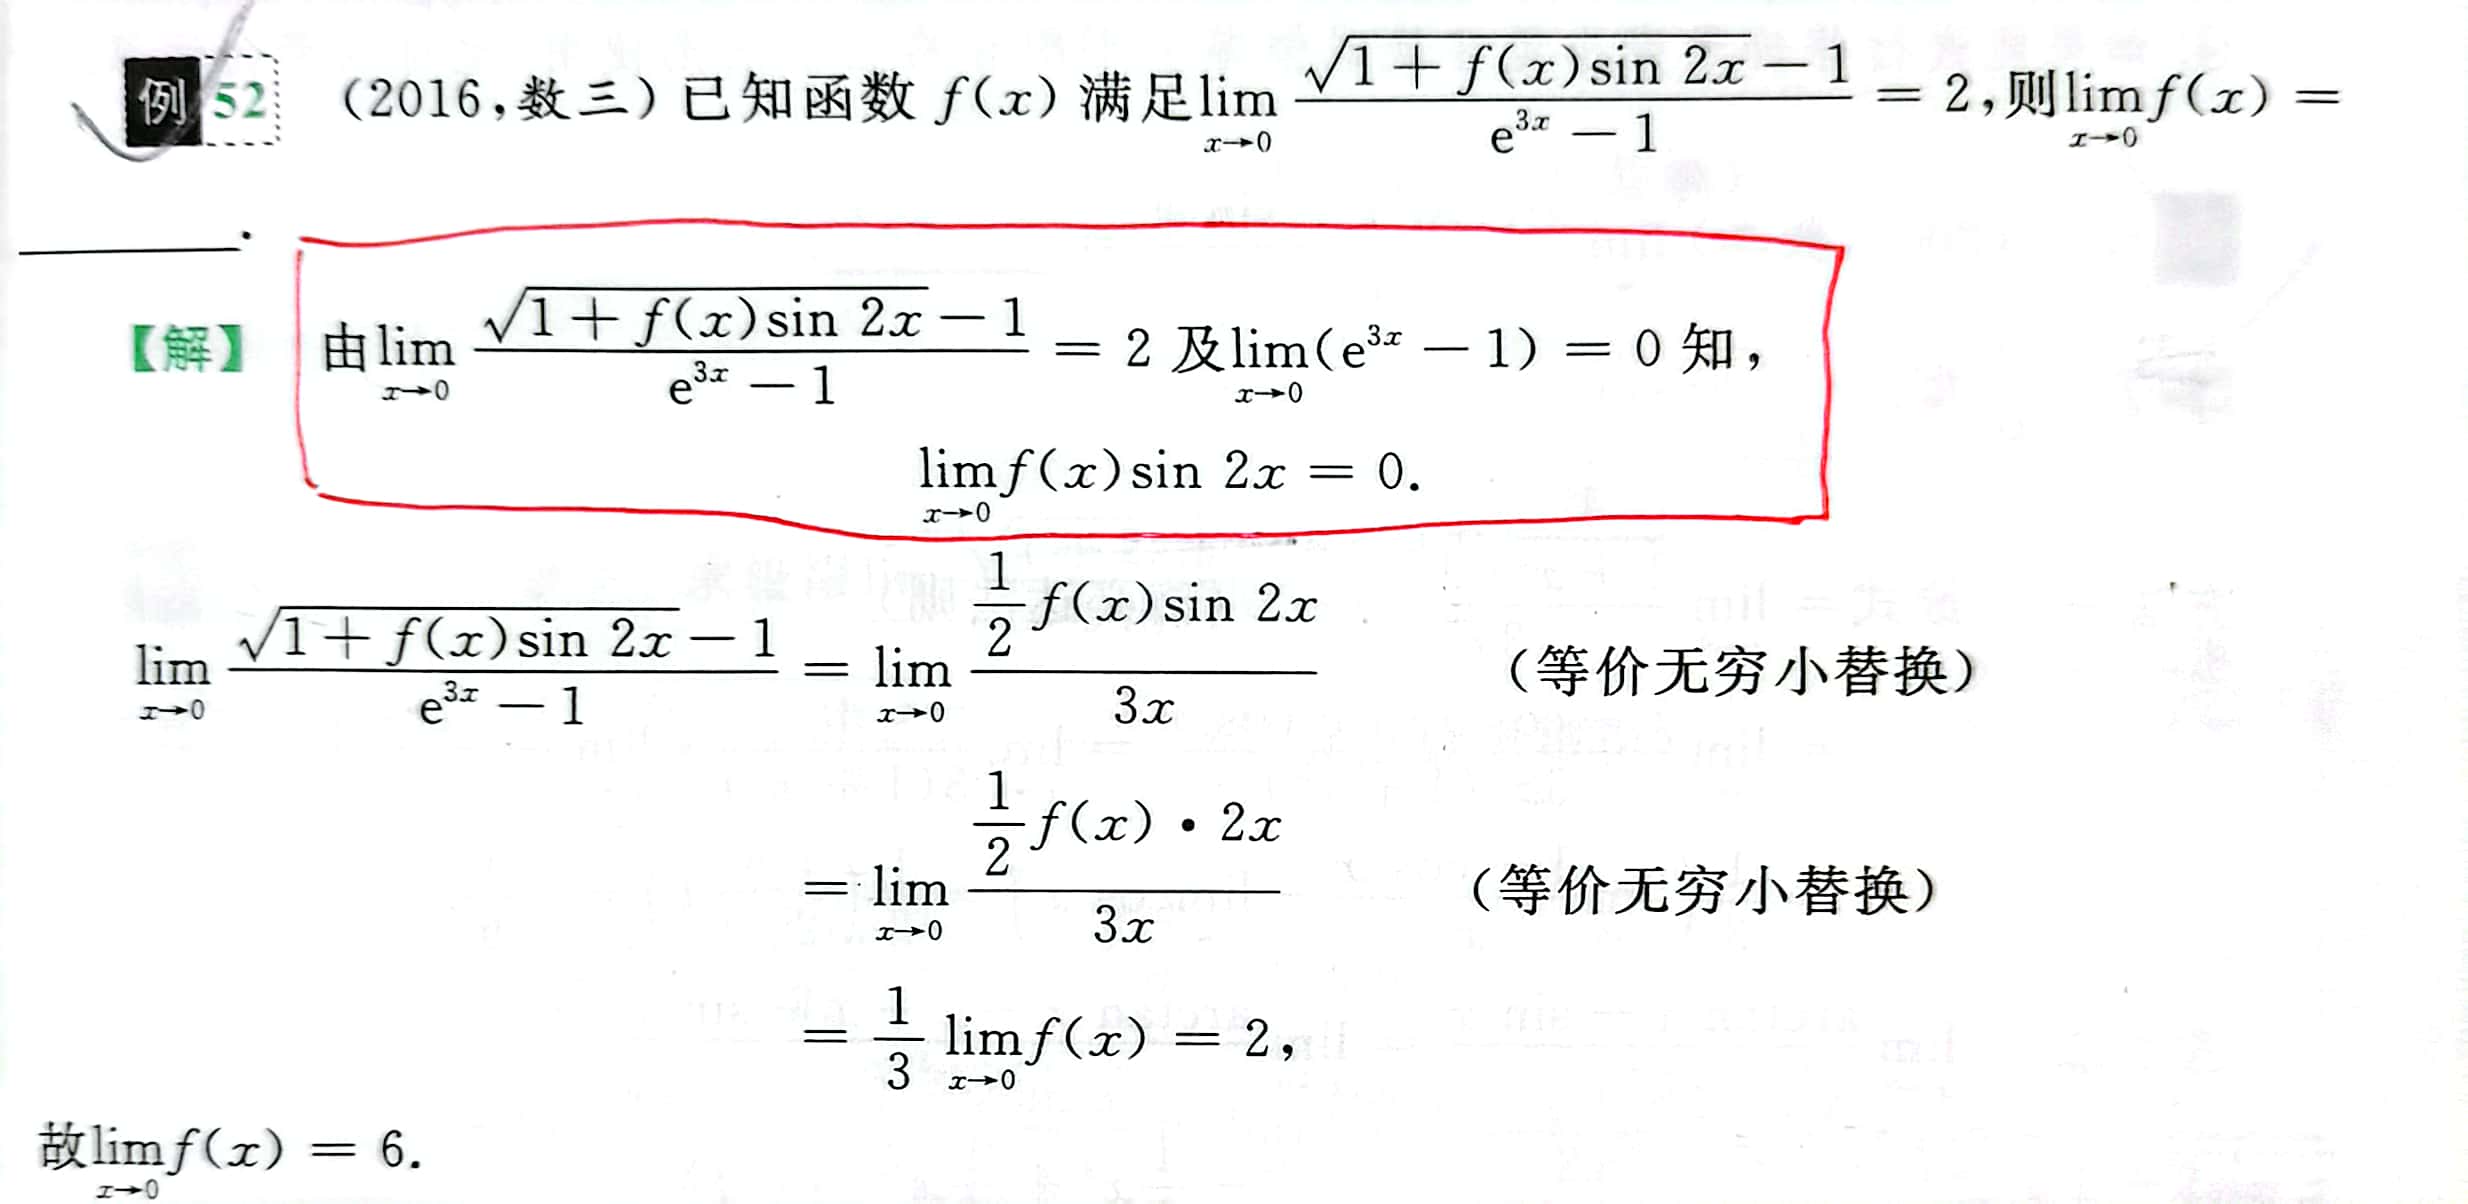 例 52 (2016,数三) 已知函数 f(x) 满足 $\lim_{x \to 0} \frac{\sqrt{1+f(x)\sin 2x}-1}{e^{3x}-1} = 2$,则 $\lim_{x \to 0} f(x) =$
______.
【解】 由 $\lim_{x \to 0} \frac{\sqrt{1+f(x)\sin 2x}-1}{e^{3x}-1} = 2$ 及 $\lim_{x \to 0} (e^{3x}-1) = 0$ 知,
$\lim_{x \to 0} f(x)\sin 2x = 0.$
$\lim_{x \to 0} \frac{\sqrt{1+f(x)\sin 2x}-1}{e^{3x}-1} = \lim_{x \to 0} \frac{\frac{1}{2}f(x)\sin 2x}{3x}$ (等价无穷小替换)
$= \lim_{x \to 0} \frac{\frac{1}{2}f(x) \cdot 2x}{3x}$ (等价无穷小替换)
$= \frac{1}{3} \lim_{x \to 0} f(x) = 2,$
故 $\lim_{x \to 0} f(x) = 6.$